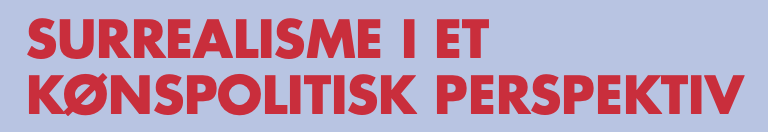 SURREALISME I ET
KØNSPOLITISK PERSPEKTIV